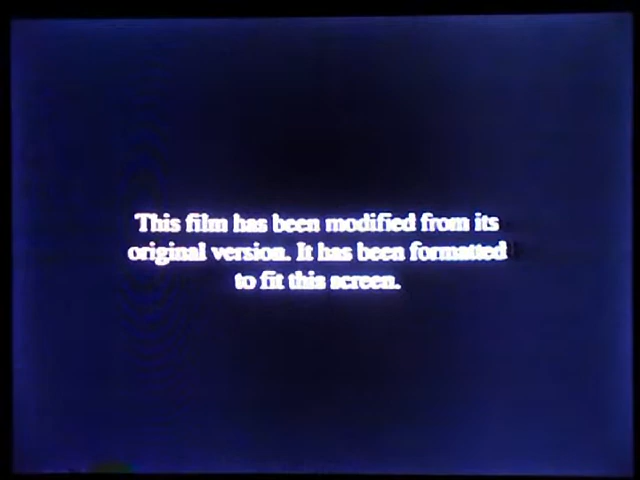 This film has been modified from its
original version. It has been formatted
to fit this screen.